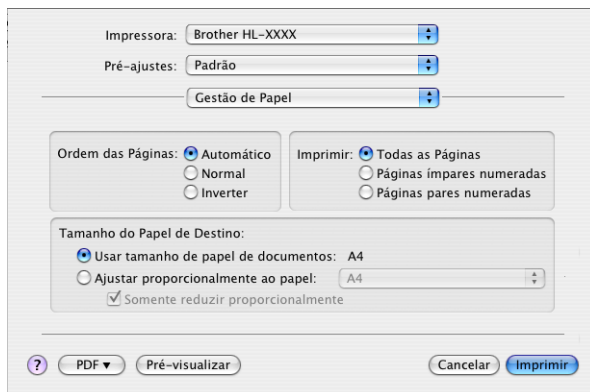 Impressora: Brother HL-XXXX
Pré-ajustes: Padrão
Gestão de Papel
Ordem das Páginas: Automático
Normal
Inverter
Imprimir: Todas as Páginas
Páginas ímpares numeradas
Páginas pares numeradas
Tamanho do Papel de Destino:
Usar tamanho de papel de documentos: A4
Ajustar proporcionalmente ao papel: A4
Somente reduzir proporcionalmente
? PDF▼ Pré-visualizar Cancelar Imprimir